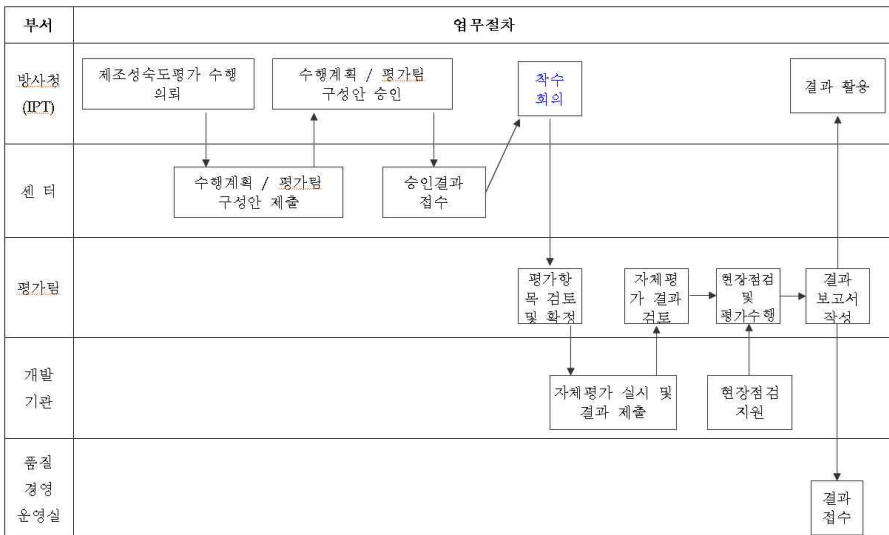 부서
업무절차
방사청
(IPT)
제조성숙도평가 수행
의뢰
수행계획 / 평가팀
구성안 승인
착수
회의
결과 활용
센 터
수행계획 / 평가팀
구성안 제출
승인결과
접수
평가팀
평가항
목 검토
및 확정
자체평
가 결과
검토
현장점검
및
평가수행
결과
보고서
작성
개발
기관
자체평가 실시 및
결과 제출
현장점검
지원
품질
경영
운영실
결과
접수